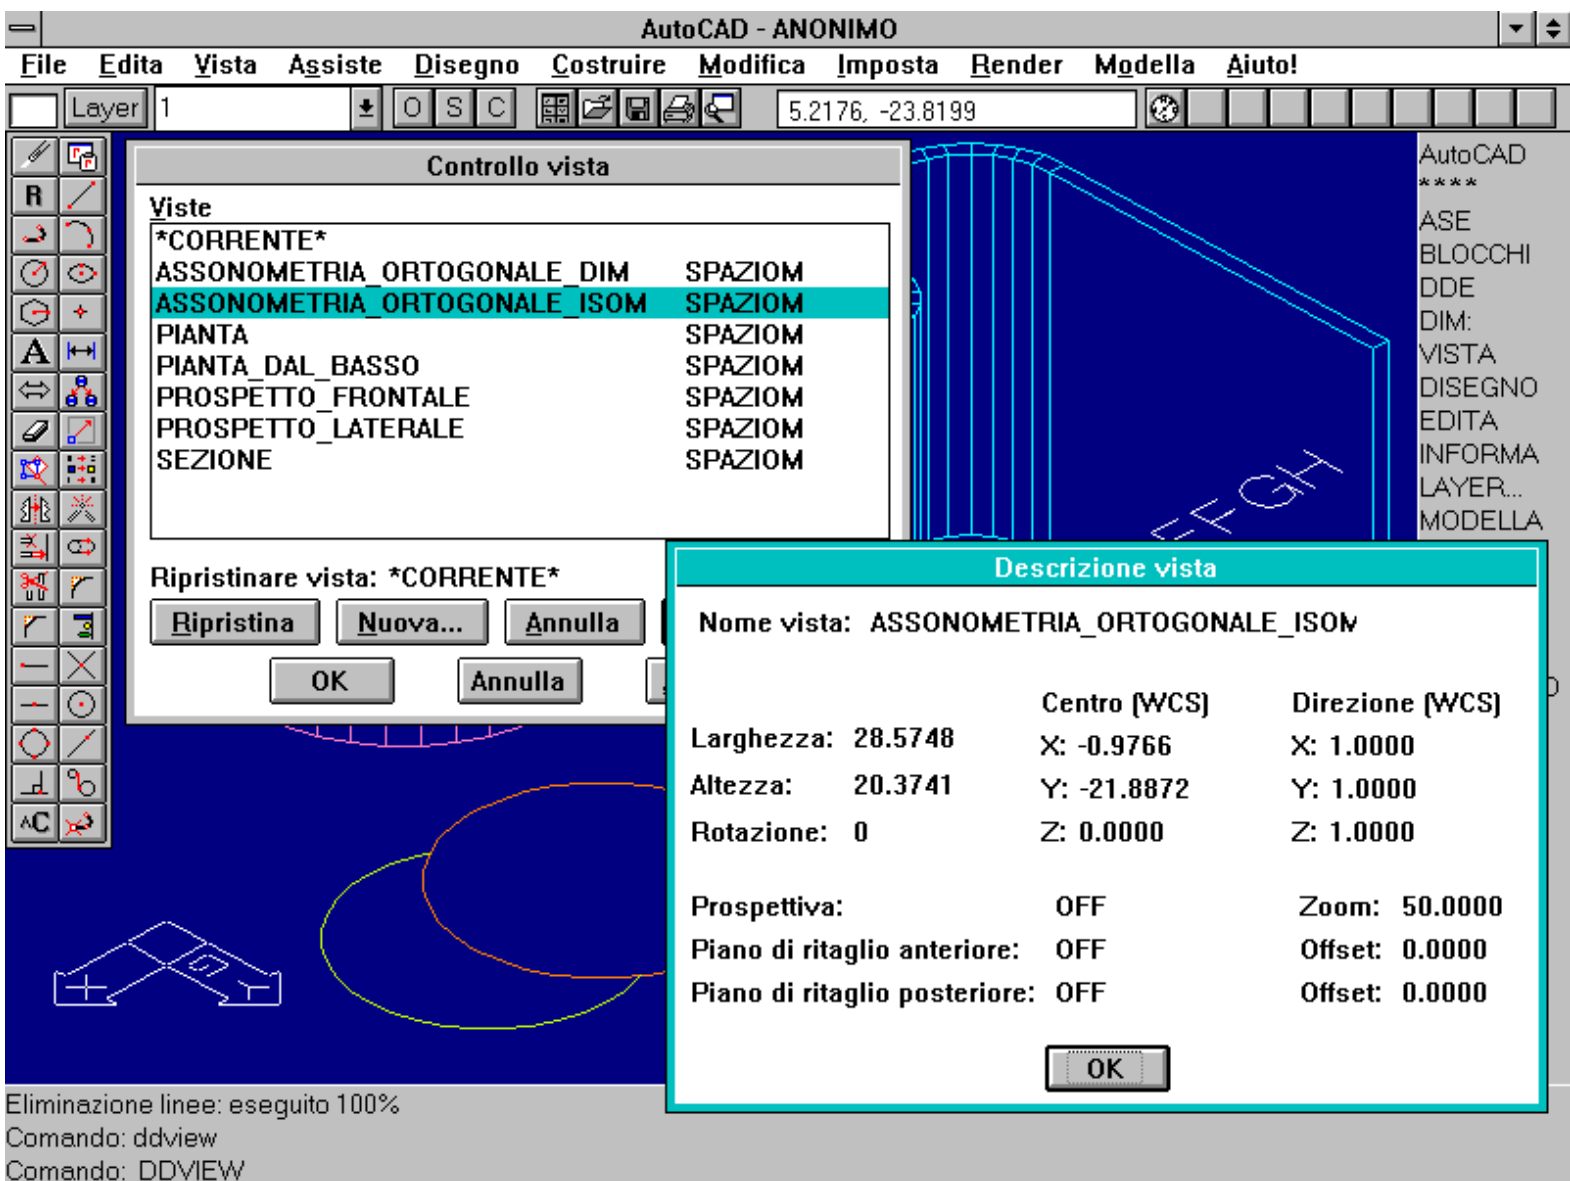 AutoCAD - ANONIMO
File Edita Vista Assiste Disegno Costruire Modifica Imposta Render Modella Aiuto!
Layer 1 O S C 5.2176, -23.8199
Controllo vista
Viste
*CORRENTE*
ASSONOMETRIA_ORTOGONALE_DIM SPAZIOM
ASSONOMETRIA_ORTOGONALE_ISOM SPAZIOM
PIANTA SPAZIOM
PIANTA_DAL_BASSO SPAZIOM
PROSPETTO_FRONTALE SPAZIOM
PROSPETTO_LATERALE SPAZIOM
SEZIONE SPAZIOM
Ripristinare vista: *CORRENTE*
Ripristina Nuova... Annulla
OK Annulla
R
A
^C
AutoCAD
****
ASE
BLOCCHI
DDE
DIM:
VISTA
DISEGNO
EDITA
INFORMA
LAYER...
MODELLA
FGH
Descrizione vista
Nome vista: ASSONOMETRIA_ORTOGONALE_ISOM
Centro (WCS) Direzione (WCS)
Larghezza: 28.5748 X: -0.9766 X: 1.0000
Altezza: 20.3741 Y: -21.8872 Y: 1.0000
Rotazione: 0 Z: 0.0000 Z: 1.0000
Prospettiva: OFF Zoom: 50.0000
Piano di ritaglio anteriore: OFF Offset: 0.0000
Piano di ritaglio posteriore: OFF Offset: 0.0000
OK
Y
Eliminazione linee: eseguito 100%
Comando: ddview
Comando: DDVIEW